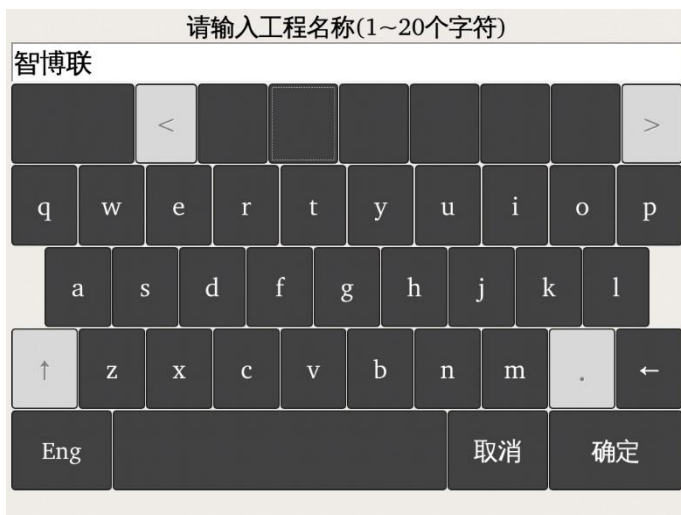 请输入工程名称(1~20个字符)
智博联
< >
q w e r t y u i o p
a s d f g h j k l
↑ z x c v b n m . ←
Eng 取消 确定